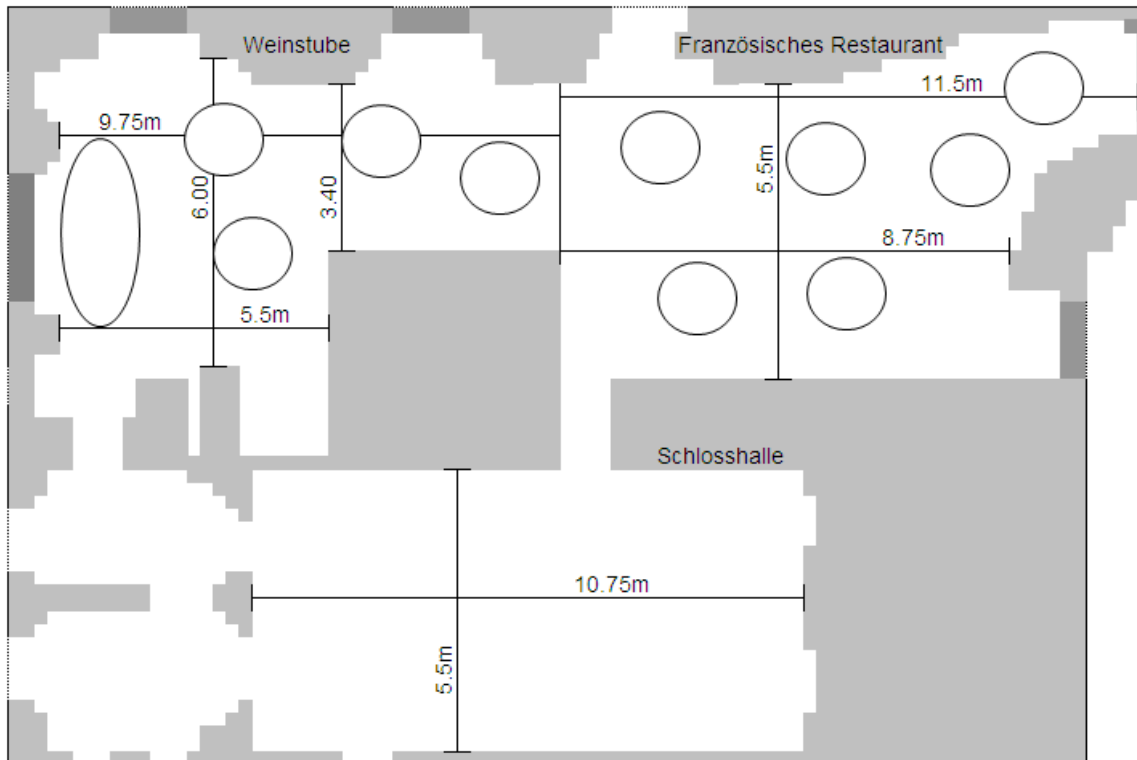 Weinstube
Französisches Restaurant
11.5m
9.75m
6.00
3.40
5.5m
8.75m
5.5m
Schlosshalle
10.75m
5.5m